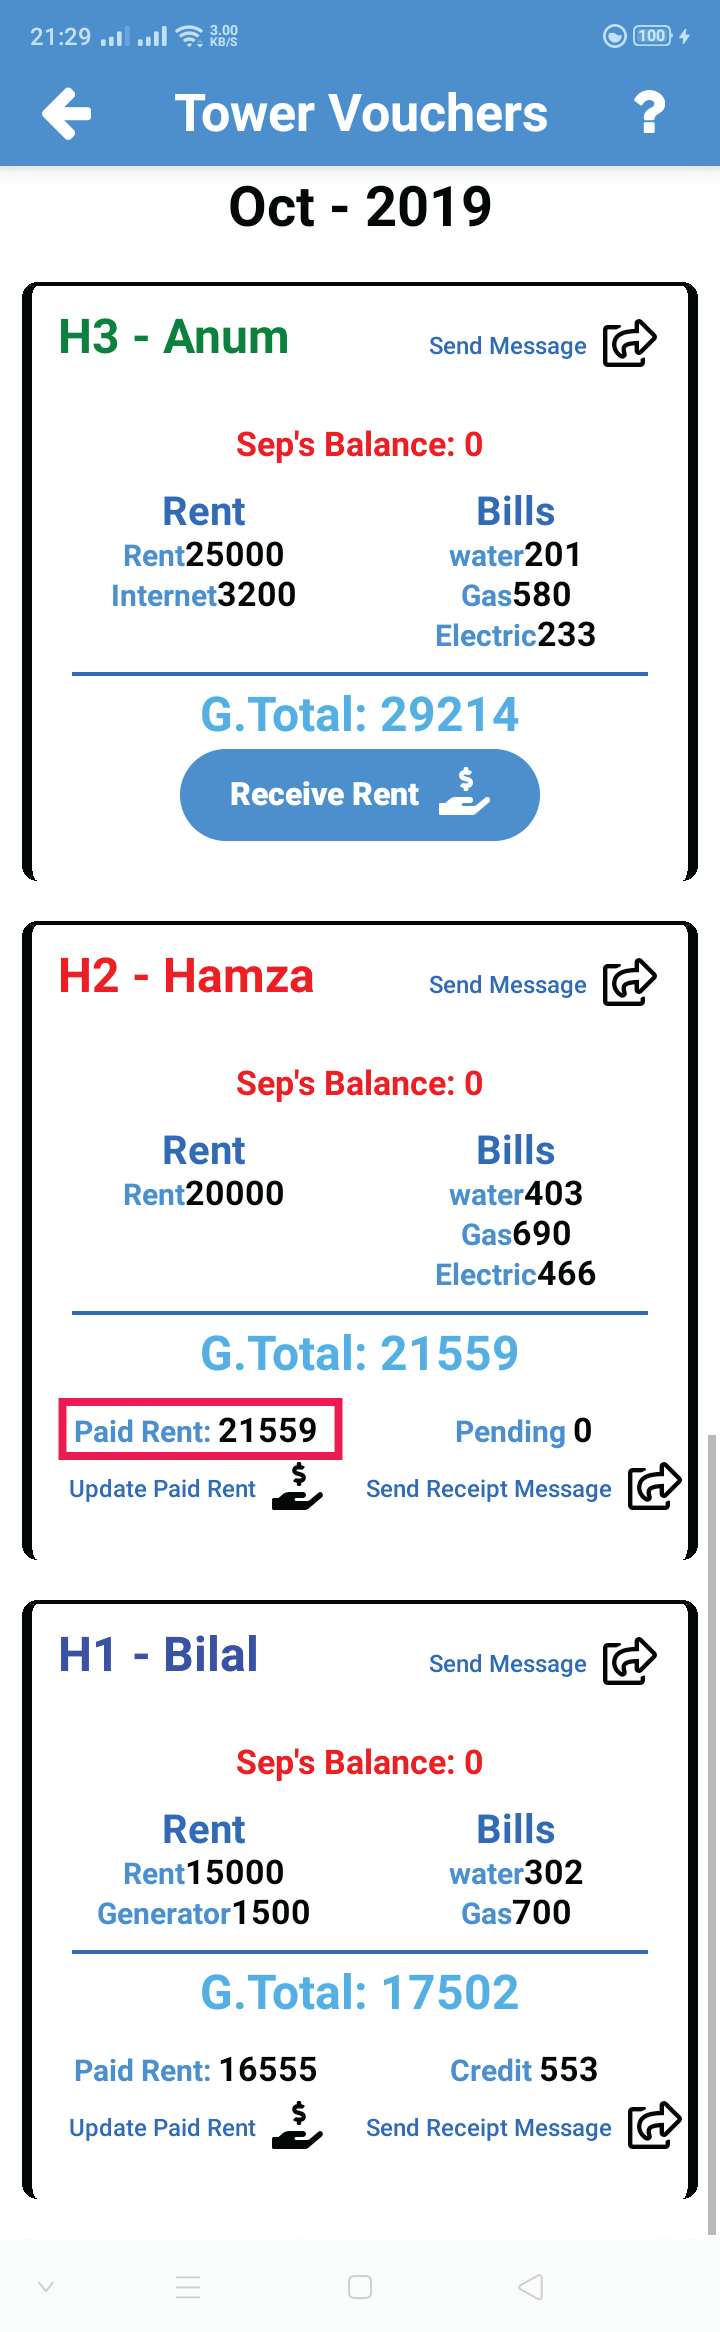 21:29 3.00 KB/S 100
Tower Vouchers ?
Oct - 2019
H3 - Anum Send Message
Sep's Balance: 0
Rent Bills
Rent25000 water201
Internet3200 Gas580
Electric233
G.Total: 29214
Receive Rent $
H2 - Hamza Send Message
Sep's Balance: 0
Rent Bills
Rent20000 water403
Gas690
Electric466
G.Total: 21559
Paid Rent: 21559 Pending 0
Update Paid Rent $ Send Receipt Message
H1 - Bilal Send Message
Sep's Balance: 0
Rent Bills
Rent15000 water302
Generator1500 Gas700
G.Total: 17502
Paid Rent: 16555 Credit 553
Update Paid Rent $ Send Receipt Message